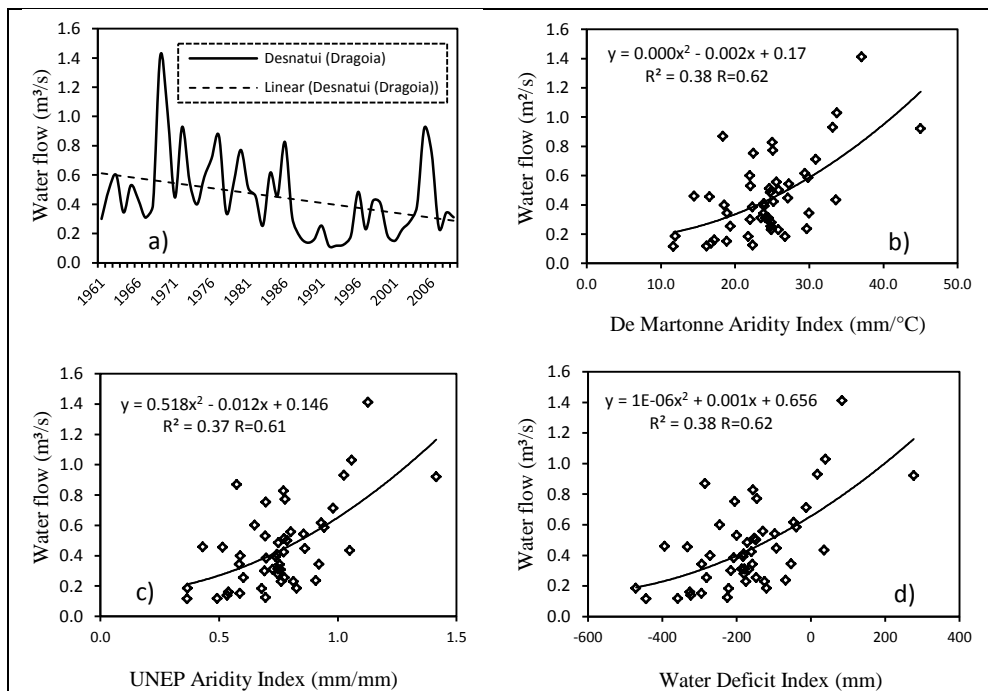 a)
Water flow (m³/s)
1.6
1.4
1.2
1.0
0.8
0.6
0.4
0.2
0.0
Desnatui (Dragoia)
Linear (Desnatui (Dragoia))
1961
1966
1971
1976
1981
1986
1991
1996
2001
2006
b)
Water flow (m²/s)
1.6
1.4
1.2
1.0
0.8
0.6
0.4
0.2
0.0
y = 0.000x² - 0.002x + 0.17
R² = 0.38 R=0.62
0.0 10.0 20.0 30.0 40.0 50.0
De Martonne Aridity Index (mm/°C)
c)
Water flow (m³/s)
1.6
1.4
1.2
1.0
0.8
0.6
0.4
0.2
0.0
y = 0.518x² - 0.012x + 0.146
R² = 0.37 R=0.61
0.0 0.5 1.0 1.5
UNEP Aridity Index (mm/mm)
d)
Water flow (m³/s)
1.6
1.4
1.2
1.0
0.8
0.6
0.4
0.2
0.0
y = 1E-06x² + 0.001x + 0.656
R² = 0.38 R=0.62
-600 -400 -200 0 200 400
Water Deficit Index (mm)